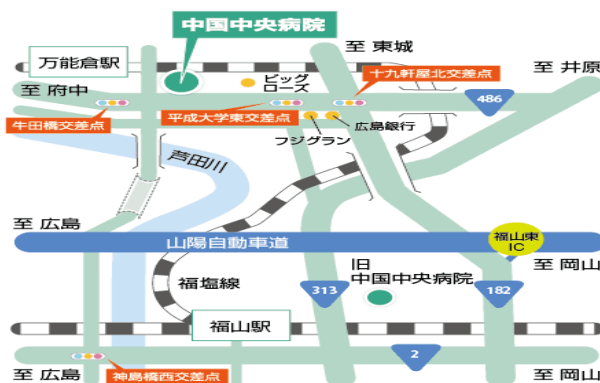 中国中央病院
至 東城
万能倉駅
十九軒屋北交差点
至 井原
ビッグ
ローズ
至 府中
486
牛田橋交差点
平成大学東交差点
広島銀行
フジグラン
芦田川
至 広島
山陽自動車道
福山東
IC
旧
中国中央病院
至 岡山
福塩線
313
182
福山駅
2
至 広島
神島橋西交差点
至 岡山